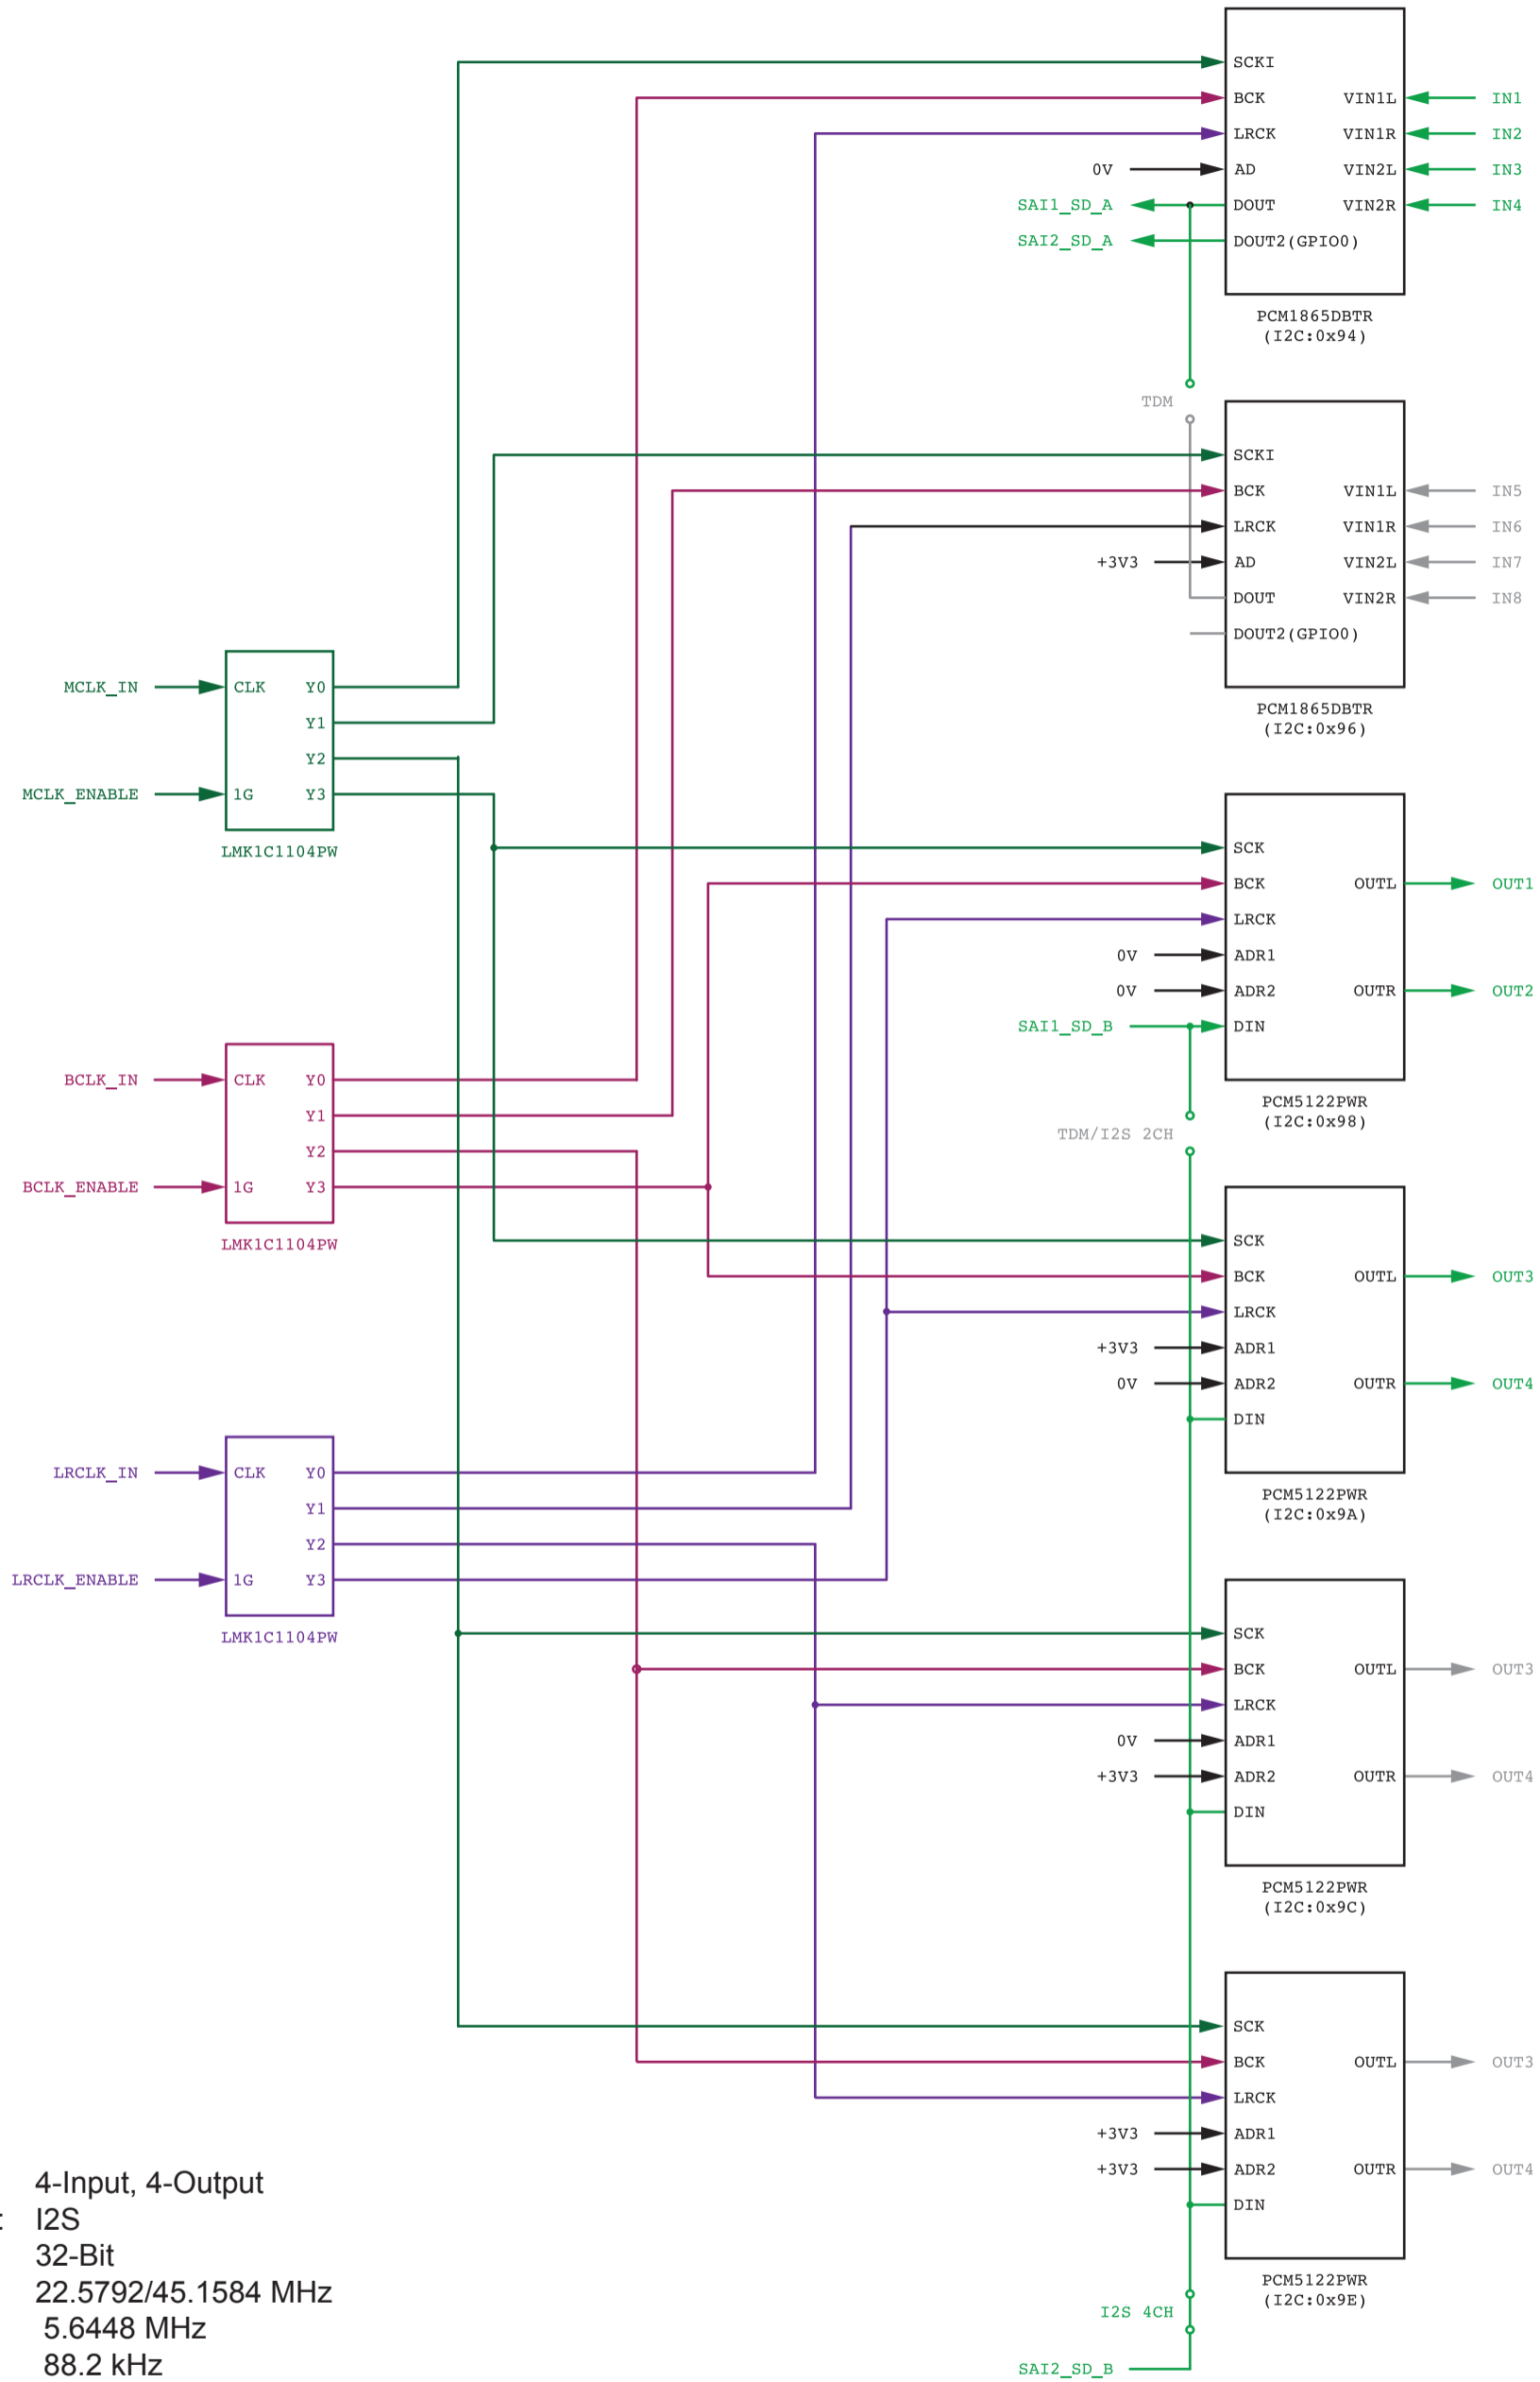 SCKI
BCK VIN1L IN1
LRCK VIN1R IN2
0V AD VIN2L IN3
SAI1_SD_A DOUT VIN2R IN4
SAI2_SD_A DOUT2(GPIO0)
PCM1865DBTR
(I2C:0x94)
TDM
SCKI
BCK VIN1L IN5
LRCK VIN1R IN6
+3V3 AD VIN2L IN7
DOUT VIN2R IN8
DOUT2(GPIO0)
PCM1865DBTR
(I2C:0x96)
MCLK_IN CLK Y0
Y1
Y2
MCLK_ENABLE 1G Y3
LMK1C1104PW
SCK
BCK OUTL OUT1
LRCK
0V ADR1
0V ADR2 OUTR OUT2
SAI1_SD_B DIN
PCM5122PWR
(I2C:0x98)
TDM/I2S 2CH
BCLK_IN CLK Y0
Y1
Y2
BCLK_ENABLE 1G Y3
LMK1C1104PW
SCK
BCK OUTL OUT3
LRCK
+3V3 ADR1
0V ADR2 OUTR OUT4
DIN
PCM5122PWR
(I2C:0x9A)
LRCLK_IN CLK Y0
Y1
Y2
LRCLK_ENABLE 1G Y3
LMK1C1104PW
SCK
BCK OUTL OUT3
LRCK
0V ADR1
+3V3 ADR2 OUTR OUT4
DIN
PCM5122PWR
(I2C:0x9C)
SCK
BCK OUTL OUT3
LRCK
+3V3 ADR1
+3V3 ADR2 OUTR OUT4
DIN
PCM5122PWR
(I2C:0x9E)
I2S 4CH
SAI2_SD_B
4-Input, 4-Output
: I2S
32-Bit
22.5792/45.1584 MHz
5.6448 MHz
88.2 kHz